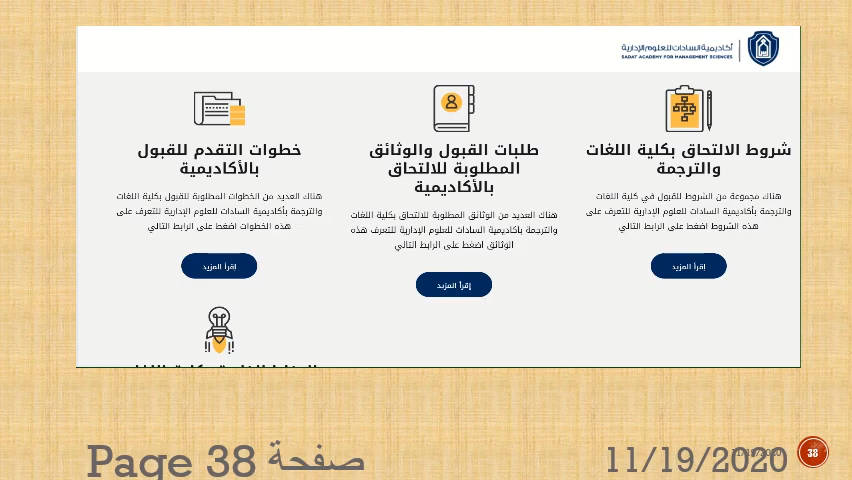 أكاديمية السادات للعلوم الإدارية
SADAT ACADEMY FOR MANAGEMENT SCIENCES
شروط الالتحاق بكلية اللغات
والترجمة
هناك مجموعة من الشروط للقبول في كلية اللغات
والترجمة بأكاديمية السادات للعلوم الإدارية للتعرف على
هذه الشروط اضغط على الرابط التالي
إقرأ المزيد
طلبات القبول والوثائق
المطلوبة للالتحاق
بالأكاديمية
هناك العديد من الوثائق المطلوبة للالتحاق بكلية اللغات
والترجمة بأكاديمية السادات للعلوم الإدارية للتعرف هذه
الوثائق اضغط على الرابط التالي
إقرأ المزيد
خطوات التقدم للقبول
بالأكاديمية
هناك العديد من الخطوات المطلوبة للقبول بكلية اللغات
والترجمة بأكاديمية السادات للعلوم الإدارية للتعرف على
هذه الخطوات اضغط على الرابط التالي
إقرأ المزيد
Page 38 صفحة
11/19/2020
11/19/2020
38